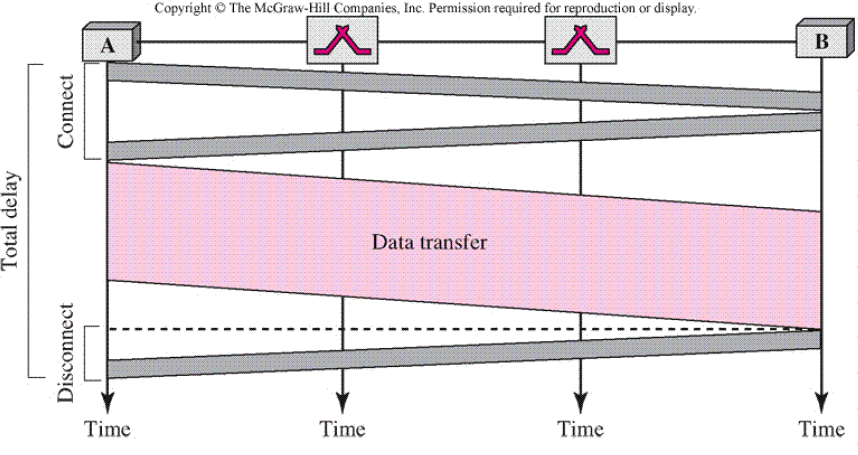 Copyright © The McGraw-Hill Companies, Inc. Permission required for reproduction or display.
A
B
Connect
Total delay
Data transfer
Disconnect
Time
Time
Time
Time